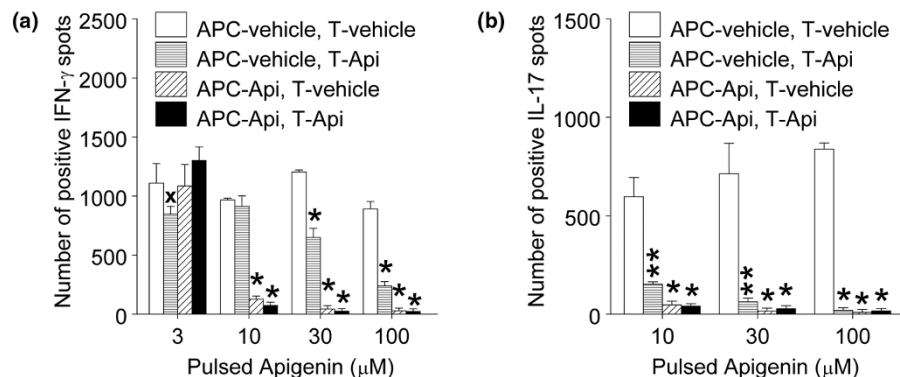 (a)
APC-vehicle, T-vehicle
APC-vehicle, T-Api
APC-Api, T-vehicle
APC-Api, T-Api
Number of positive IFN-γ spots
2500
2000
1500
1000
500
0
x
* *
* * *
* * *
3 10 30 100
Pulsed Apigenin (μM)
(b)
APC-vehicle, T-vehicle
APC-vehicle, T-Api
APC-Api, T-vehicle
APC-Api, T-Api
Number of positive IL-17 spots
1500
1000
500
0
** * *
** * *
* * *
10 30 100
Pulsed Apigenin (μM)